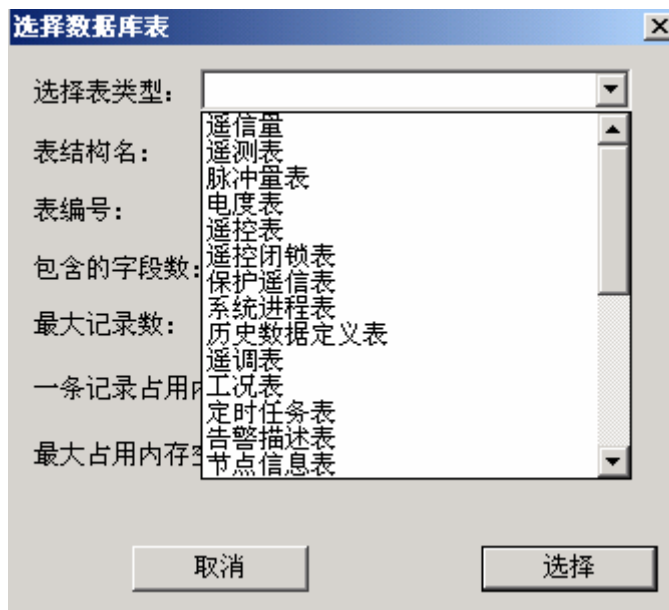 选择数据库表
选择表类型：
遥信量
遥测表
表结构名：
脉冲量表
电度表
表编号：
遥控表
遥控闭锁表
包含的字段数：
保护遥信表
系统进程表
最大记录数：
历史数据定义表
遥调表
一条记录占用
工况表
定时任务表
告警描述表
最大占用内存
节点信息表
取消
选择